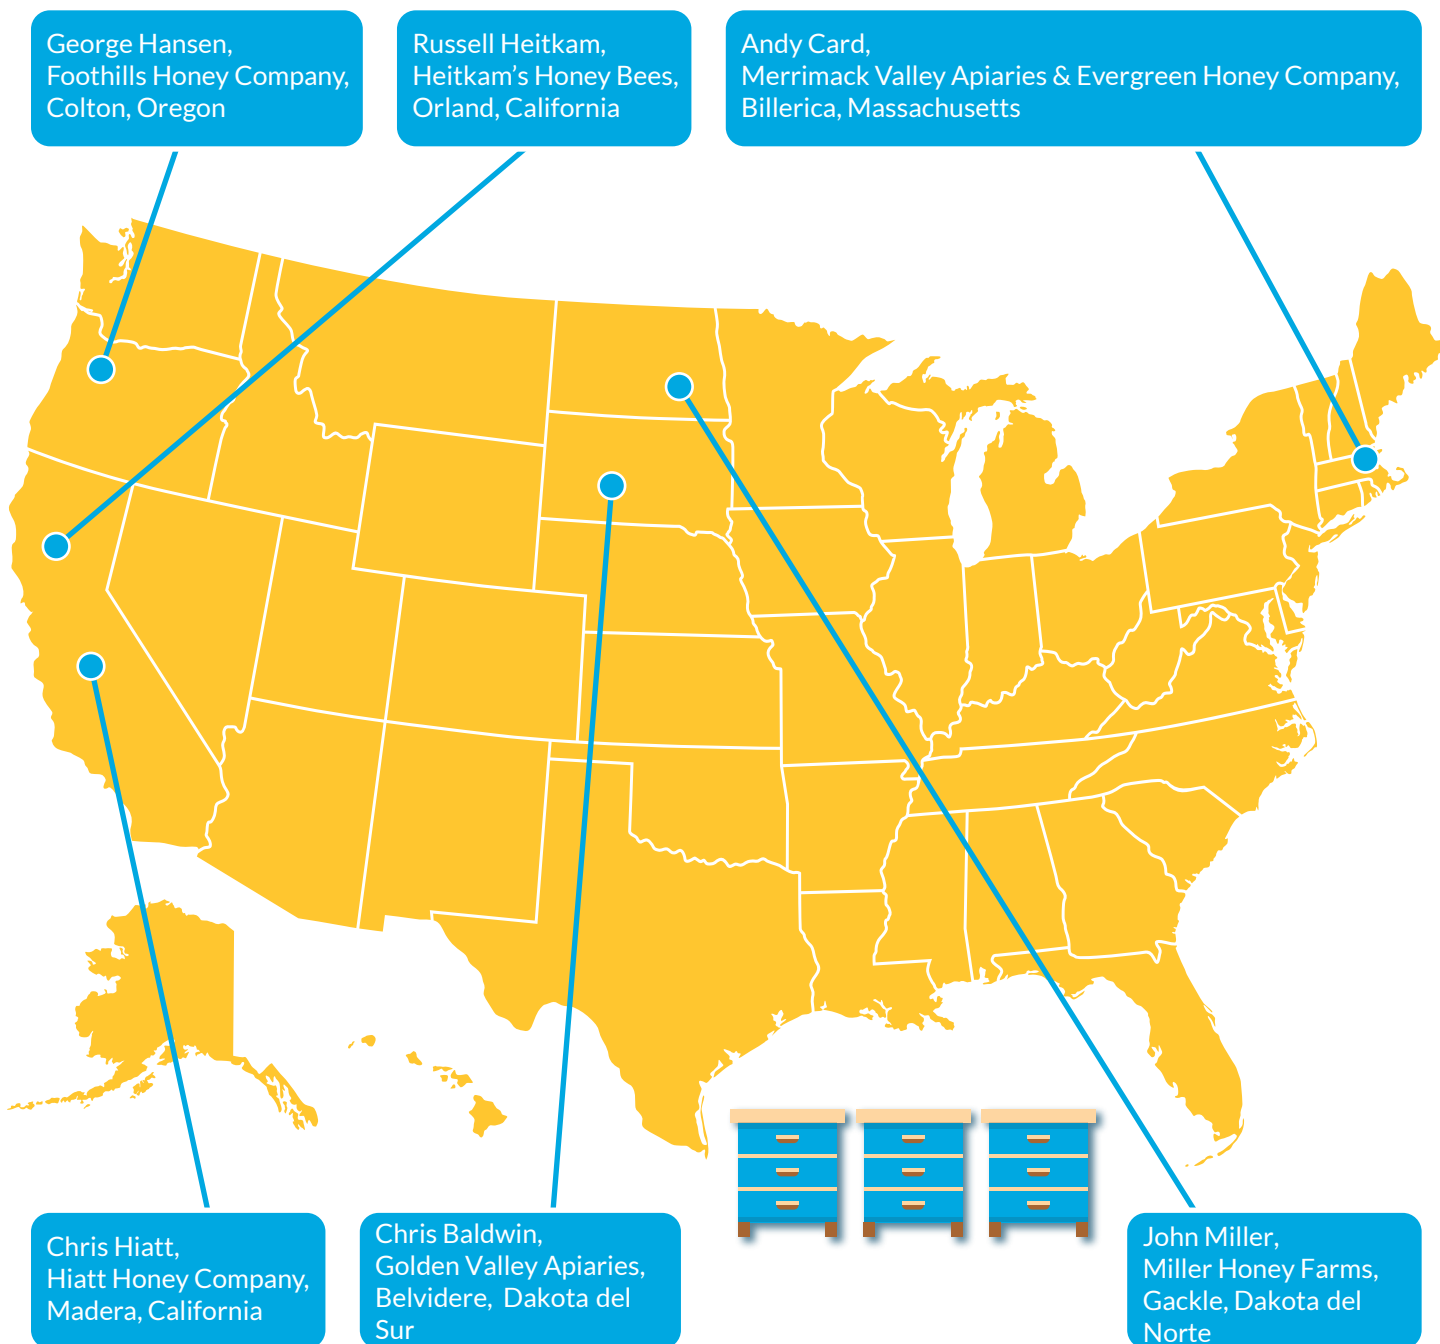 George Hansen,
Foothills Honey Company,
Colton, Oregon
Russell Heitkam,
Heitkam’s Honey Bees,
Orland, California
Andy Card,
Merrimack Valley Apiaries & Evergreen Honey Company,
Billerica, Massachusetts
Chris Hiatt,
Hiatt Honey Company,
Madera, California
Chris Baldwin,
Golden Valley Apiaries,
Belvidere, Dakota del
Sur
John Miller,
Miller Honey Farms,
Gackle, Dakota del
Norte